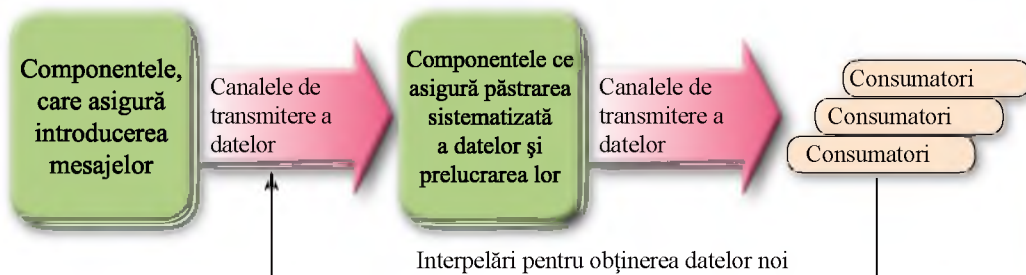 Componentele,
care asigură
introducerea
mesajelor
Canalele de
transmitere a
datelor
Componentele ce
asigură păstrarea
sistematizată
a datelor şi
prelucrarea lor
Canalele de
transmitere a
datelor
Consumatori
Consumatori
Consumatori
Interpelări pentru obţinerea datelor noi